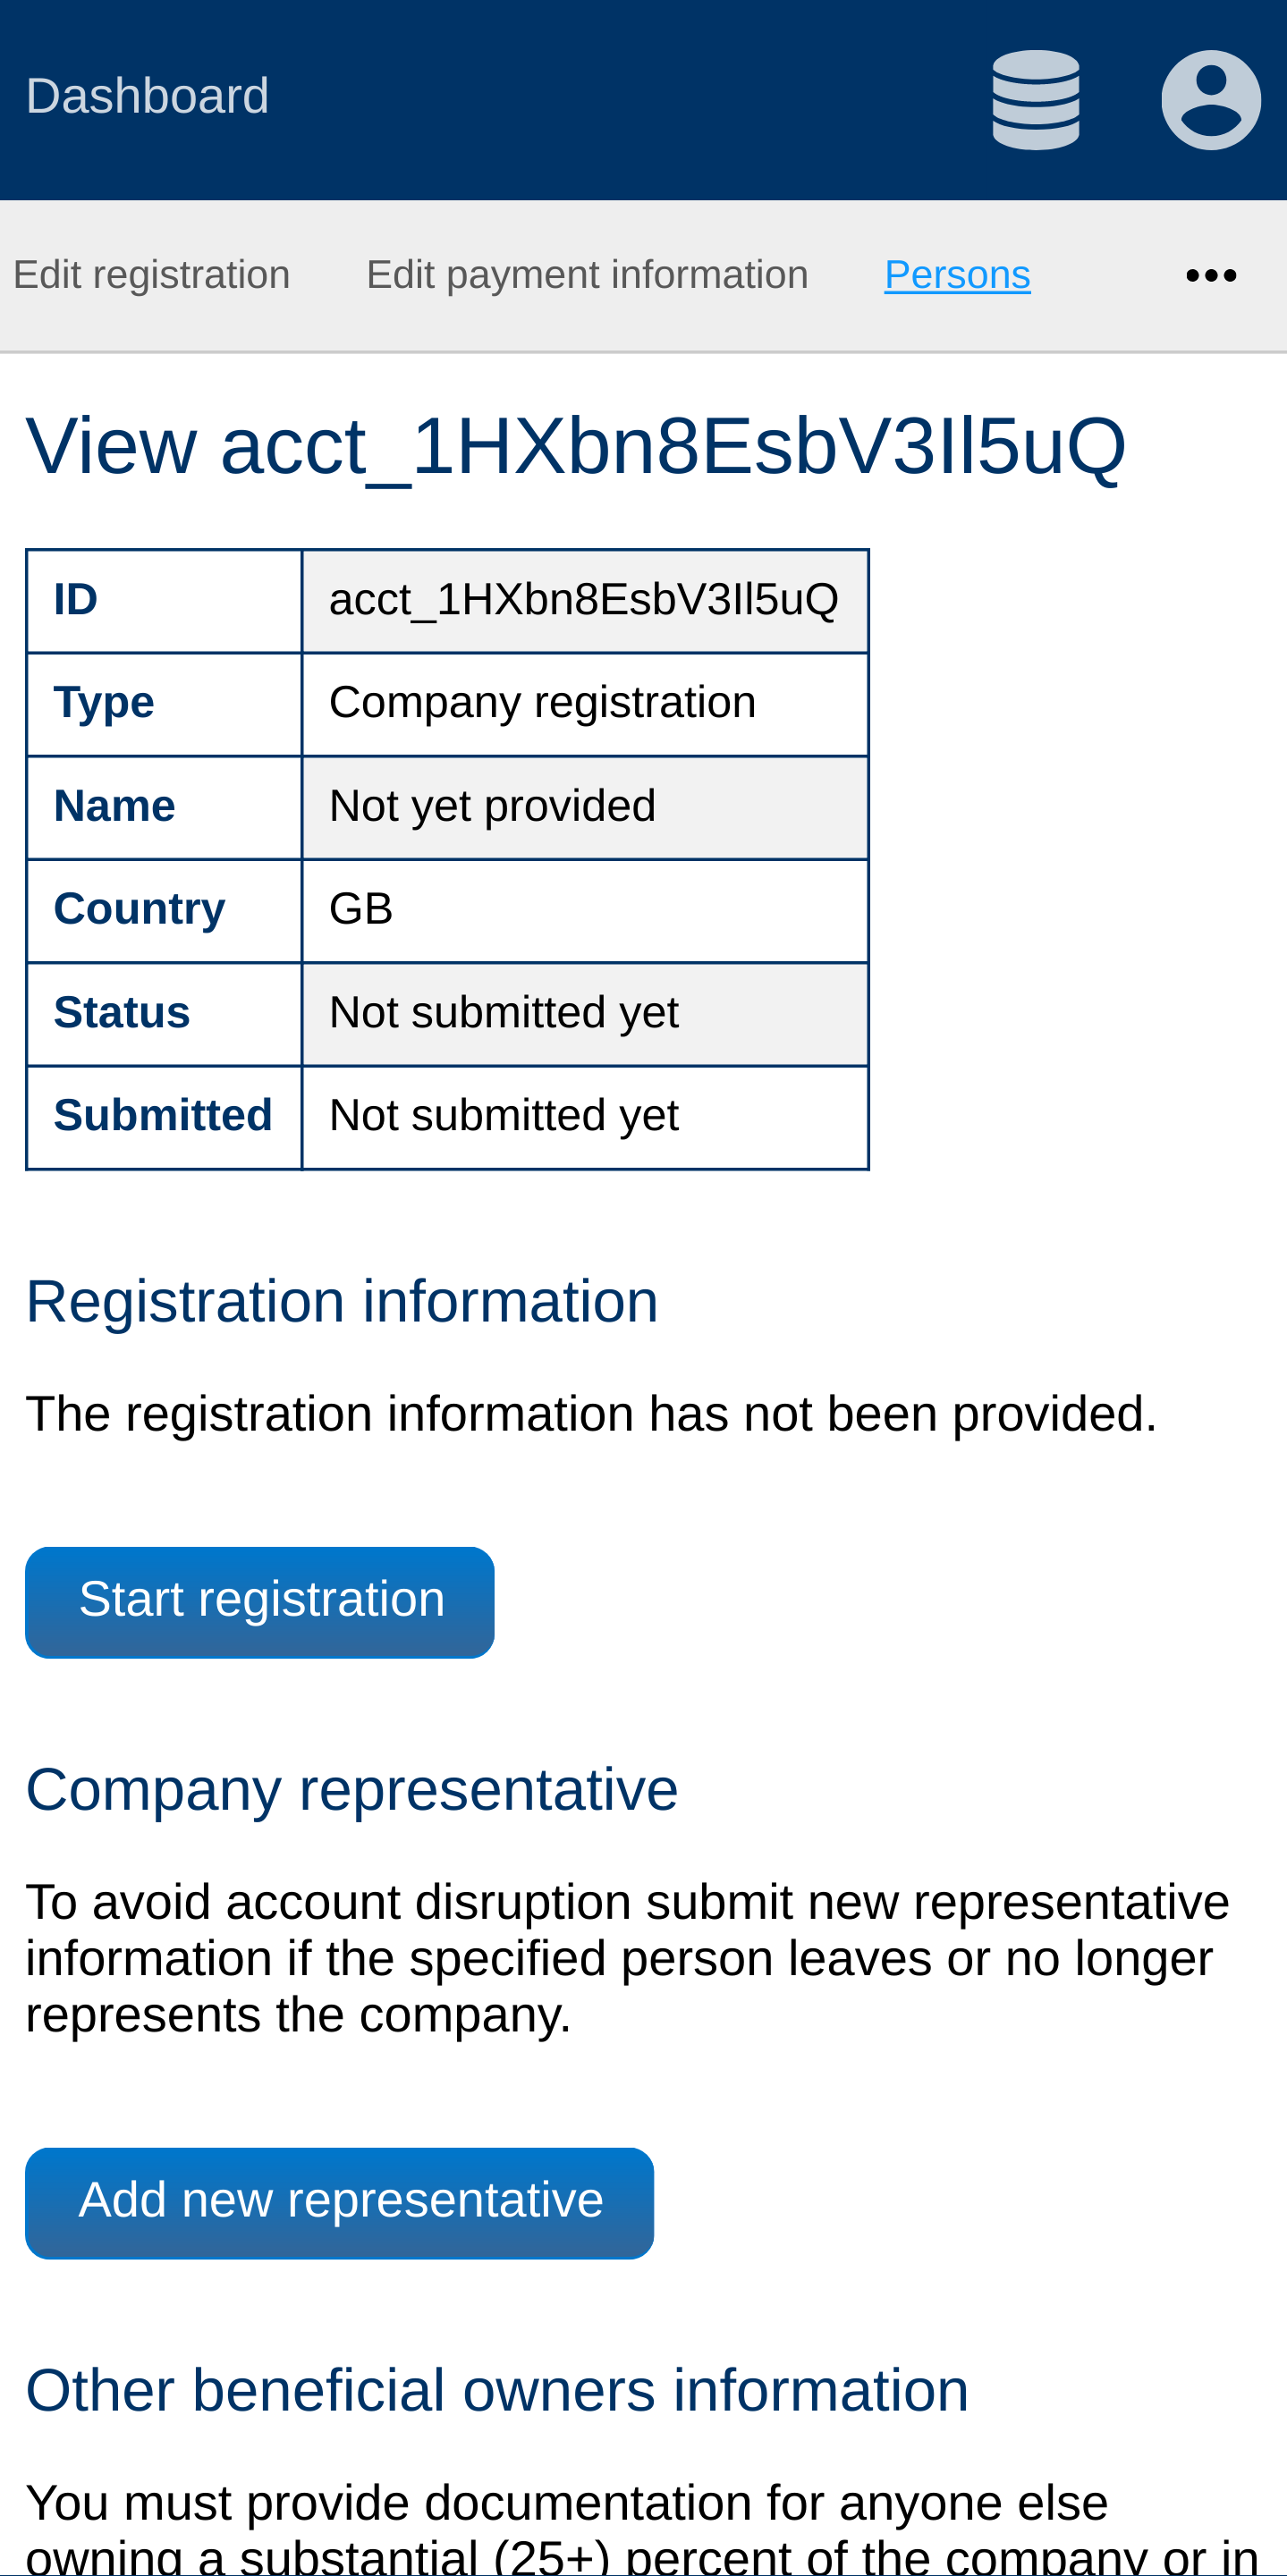 Dashboard
Edit registration Edit payment information Persons •••
View acct_1HXbn8EsbV3Il5uQ
ID acct_1HXbn8EsbV3Il5uQ
Type Company registration
Name Not yet provided
Country GB
Status Not submitted yet
Submitted Not submitted yet
Registration information
The registration information has not been provided.
Start registration
Company representative
To avoid account disruption submit new representative
information if the specified person leaves or no longer
represents the company.
Add new representative
Other beneficial owners information
You must provide documentation for anyone else
owning a substantial (25+) percent of the company or in